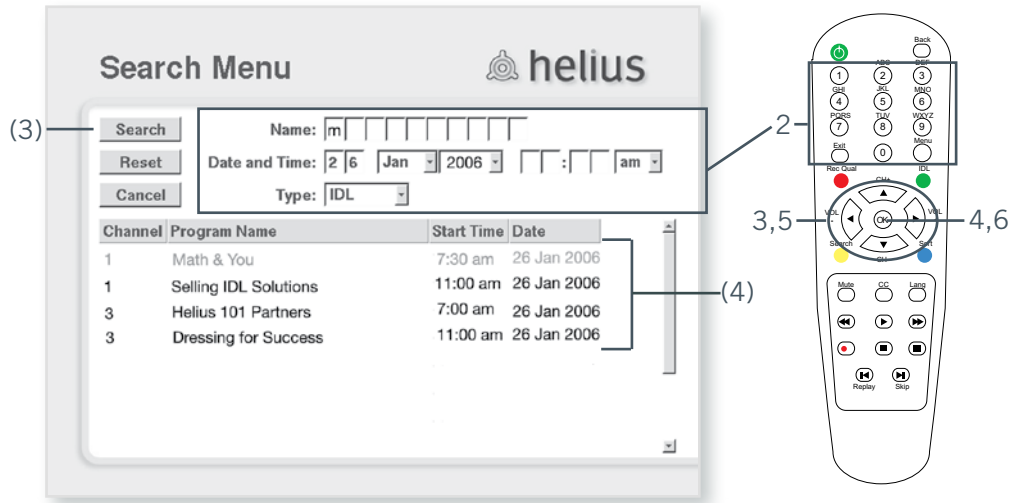 Search Menu
helius
(3)
Search
Reset
Cancel
Name: m
Date and Time: 2 6 Jan 2006 : am
Type: IDL
Channel Program Name Start Time Date
1 Math & You 7:30 am 26 Jan 2006
1 Selling IDL Solutions 11:00 am 26 Jan 2006
3 Helius 101 Partners 7:00 am 26 Jan 2006
3 Dressing for Success 11:00 am 26 Jan 2006
(4)
2
3,5
4,6
Back
ABC DEF
1 2 3
GHI JKL MNO
4 5 6
PQRS TUV WXYZ
7 8 9
Exit Menu
0
Rec Qual IDL
CH+
VOL - OK VOL
Search Sort
CH -
Mute CC Lang
Replay Skip